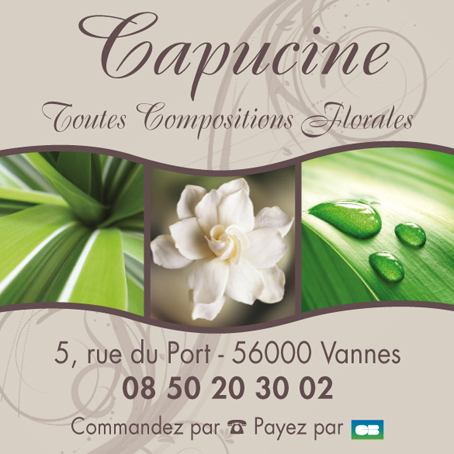 Capucine
Toutes Compositions Florales
5, rue du Port - 56000 Vannes
08 50 20 30 02
Commandez par ☎ Payez par CB